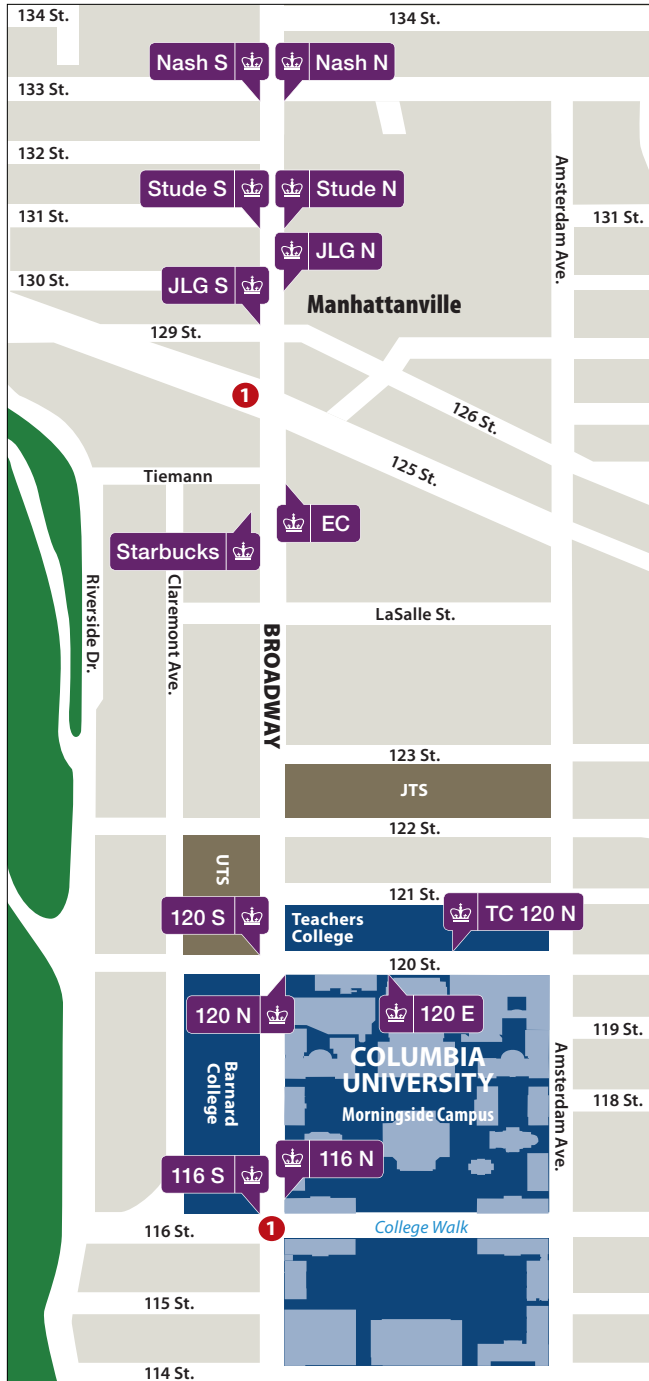 134 St.
134 St.
Nash S
Nash N
133 St.
132 St.
Stude S
Stude N
Amsterdam Ave.
131 St.
131 St.
JLG N
130 St.
JLG S
Manhattanville
129 St.
1
126 St.
125 St.
Tiemann
EC
Starbucks
Riverside Dr.
Claremont Ave.
LaSalle St.
BROADWAY
123 St.
JTS
122 St.
UTS
121 St.
120 S
Teachers
College
TC 120 N
120 St.
120 N
120 E
119 St.
Barnard
College
COLUMBIA
UNIVERSITY
Morningside Campus
Amsterdam Ave.
118 St.
116 N
116 S
116 St.
1
College Walk
115 St.
114 St.